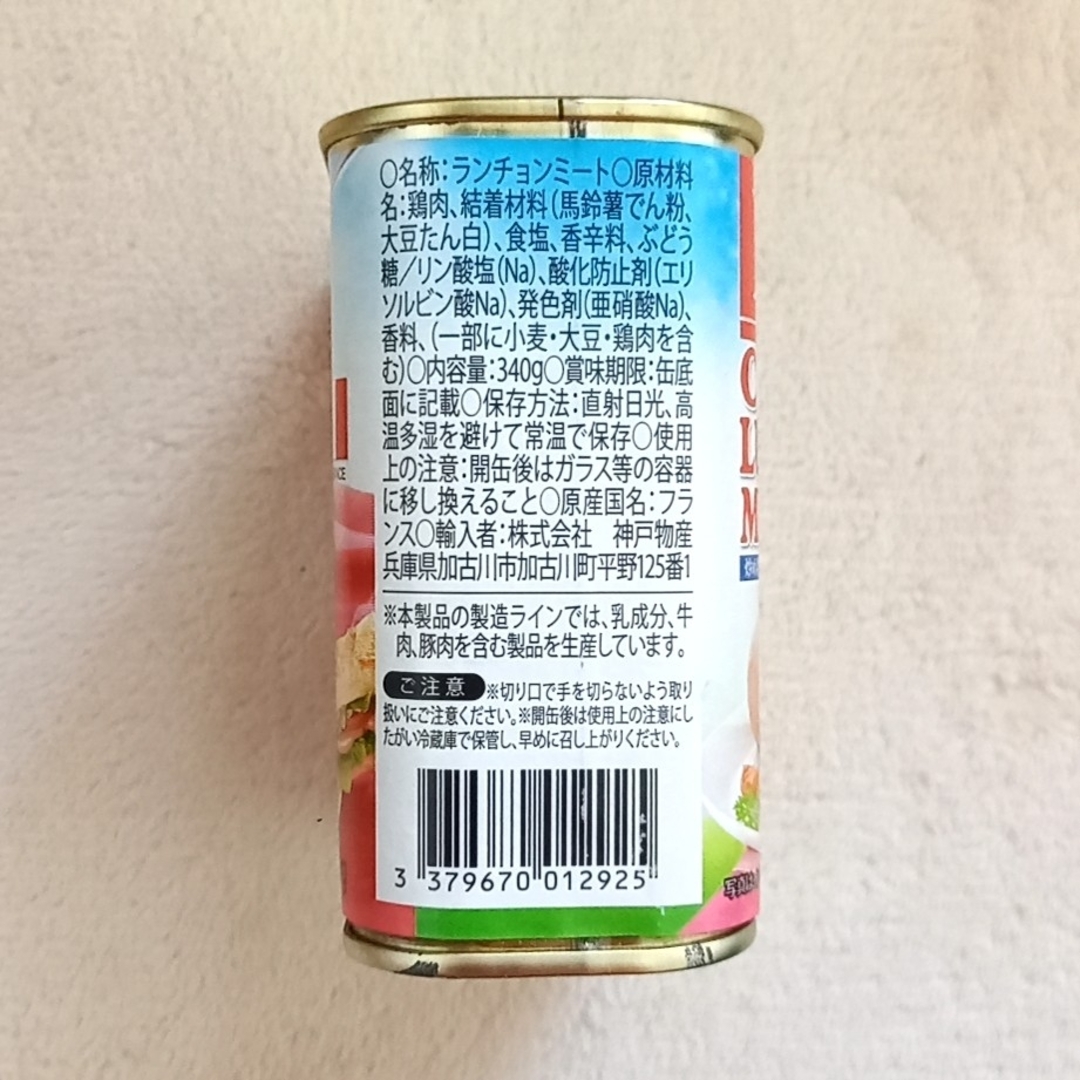 〇名称：ランチョンミート〇原材料
名：鶏肉、結着材料（馬鈴薯でん粉、
大豆たん白）、食塩、香辛料、ぶどう
糖／リン酸塩(Na)、酸化防止剤（エリ
ソルビン酸Na）、発色剤（亜硝酸Na）、
香料、（一部に小麦・大豆・鶏肉を含
む）〇内容量：340g〇賞味期限：缶底
面に記載〇保存方法：直射日光、高
温多湿を避けて常温で保存〇使用
上の注意：開缶後はガラス等の容器
に移し換えること〇原産国名：フラ
ンス〇輸入者：株式会社　神戸物産
兵庫県加古川市加古川町平野125番1
※本製品の製造ラインでは、乳成分、牛
肉、豚肉を含む製品を生産しています。
ご注意 ※切り口で手を切らないよう取り
扱いにご注意ください。※開缶後は使用上の注意にし
たがい冷蔵庫で保管し、早めに召し上がりください。
3 379670 012925